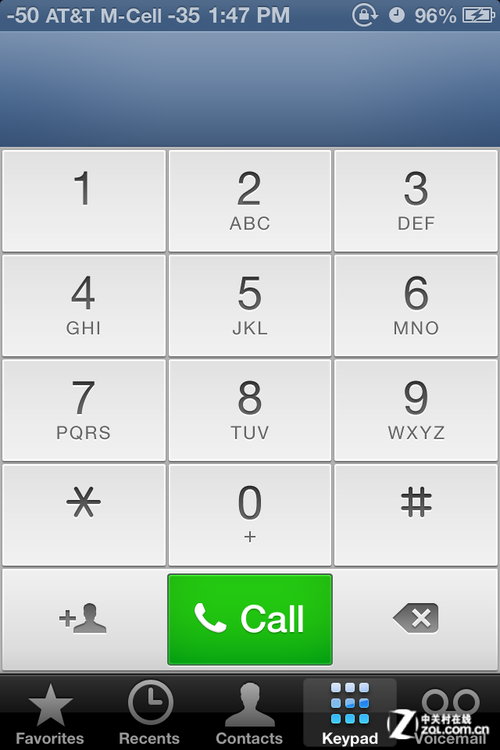 -50 AT&T M-Cell -35 1:47 PM 96%
1 2 3
ABC DEF
4 5 6
GHI JKL MNO
7 8 9
PQRS TUV WXYZ
* 0 #
+
+ Call
Favorites Recents Contacts Keypad Voicemail
Z 中关村在线
ZOL.COM.CN